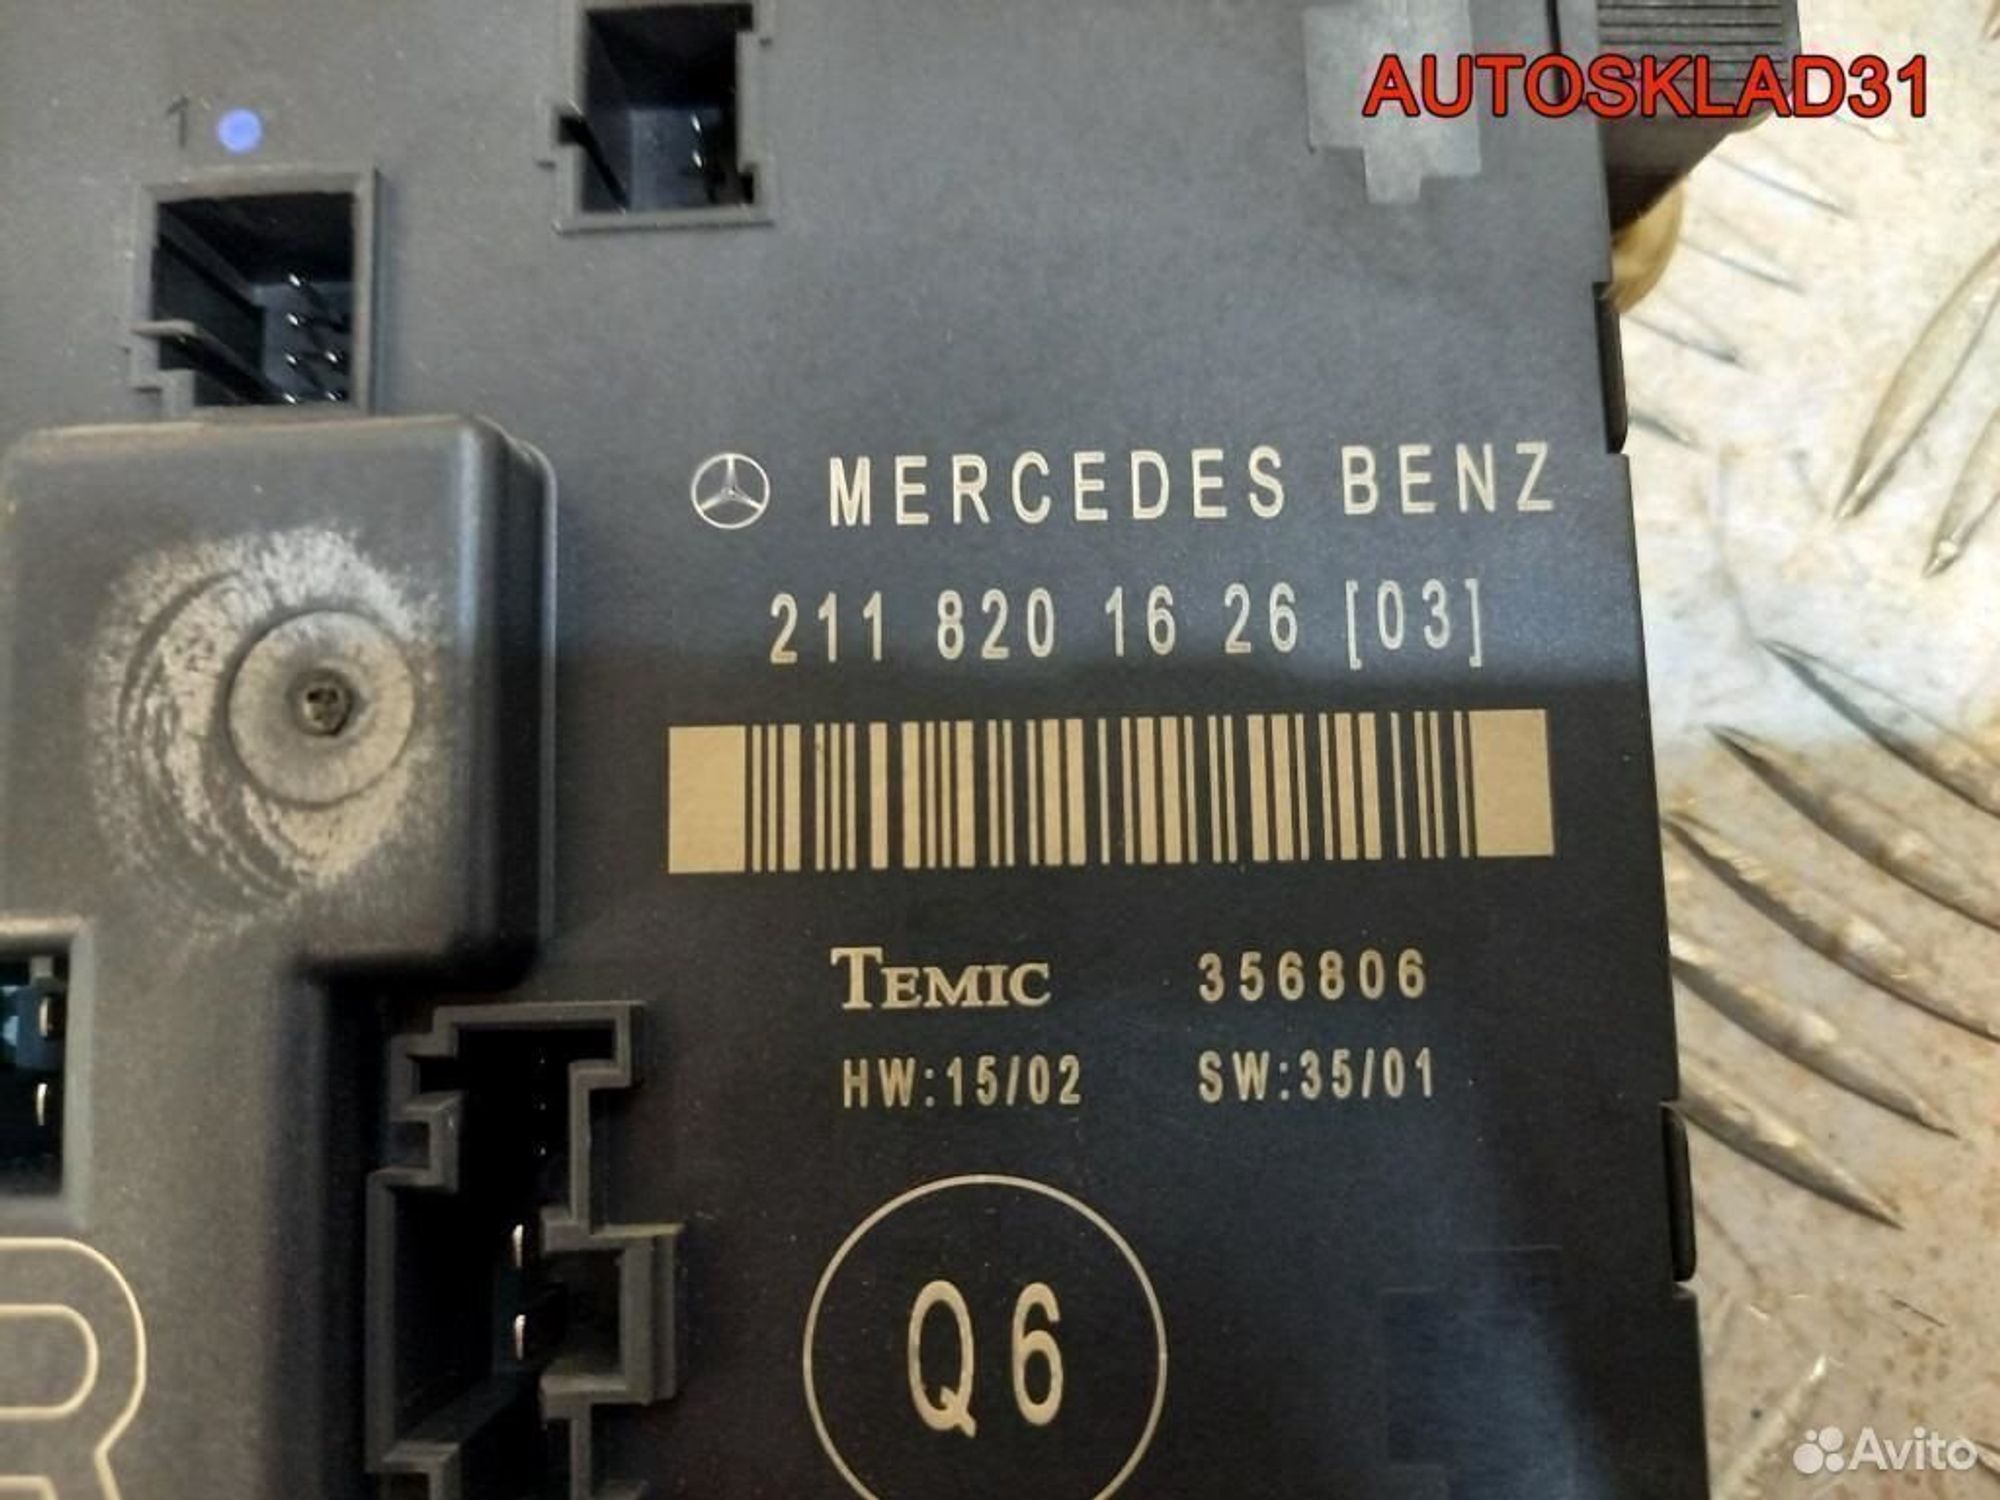 AUTOSKLAD31
1
MERCEDES BENZ
211 820 16 26 [03]
TEMIC 356806
HW:15/02 SW:35/01
Q6
R
Avito